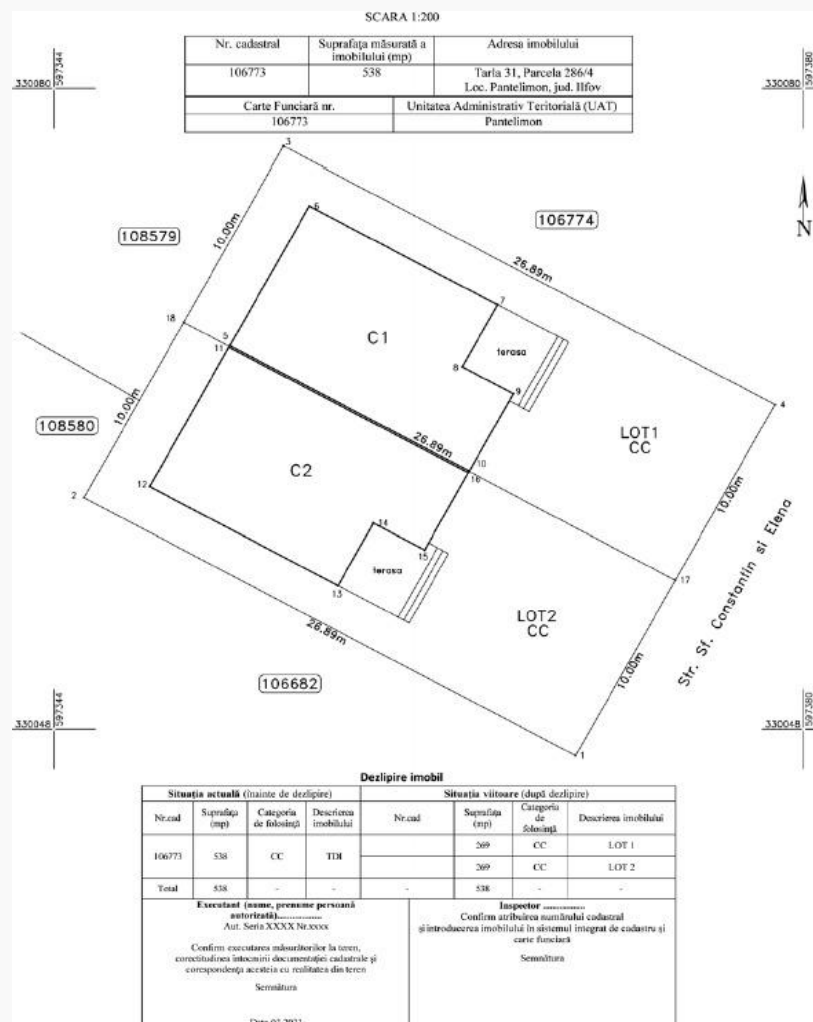 SCARA 1:200
Nr. cadastral
Suprafața măsurată a imobilului (mp)
Adresa imobilului
106773
538
Tarla 31, Parcela 286/4
Loc. Pantelimon, jud. Ilfov
Carte Funciară nr.
Unitatea Administrativ Teritorială (UAT)
106773
Pantelimon
330080
597344
330080
597380
3
6
106774
N
108579
10.00m
26.89m
7
18
5
11
C1
terasa
8
9
4
10.00m
108580
26.89m
LOT1
CC
C2
10
16
12
2
14
15
10.00m
terasa
17
13
LOT2
CC
Str. Sf. Constantin si Elena
26.89m
10.00m
106682
1
330048
597344
330048
597380
Dezlipire imobil
Situația actuală (înainte de dezlipire)
Situația viitoare (după dezlipire)
Nr.cad
Suprafața (mp)
Categoria de folosință
Descrierea imobilului
Nr.cad
Suprafața (mp)
Categoria de folosință
Descrierea imobilului
106773
538
CC
TDI
269
CC
LOT 1
269
CC
LOT 2
Total
538
-
-
-
538
-
-
Executant (nume, prenume persoană
autorizată)................
Aut. Seria XXXX Nr.xxxx
Confirm executarea măsurătorilor la teren,
corectitudinea întocmirii documentației cadastrale și
corespondența acesteia cu realitatea din teren
Semnătura
Inspector ..............
Confirm atribuirea numărului cadastral
și introducerea imobilului în sistemul integrat de cadastru și
carte funciară
Semnătura